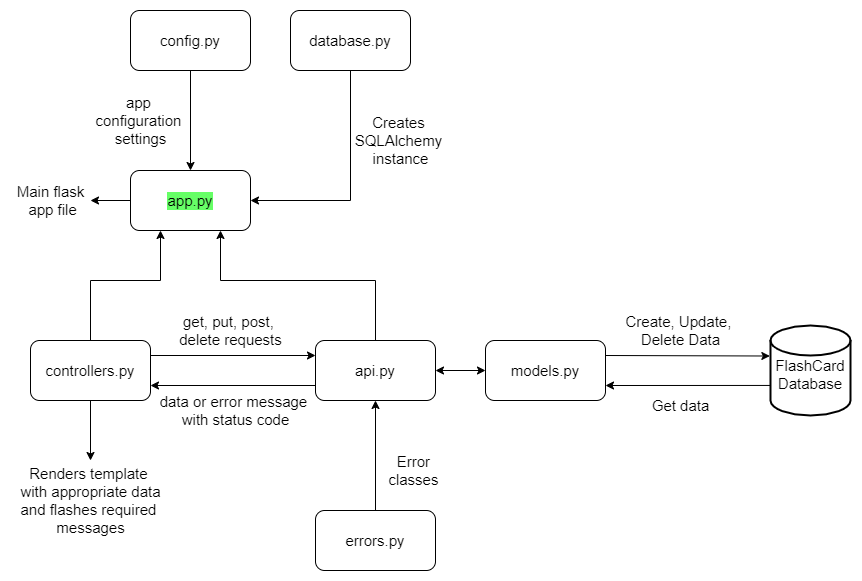 config.py
database.py
app
configuration
settings
Creates
SQLAlchemy
instance
Main flask
app file
app.py
get, put, post,
delete requests
Create, Update,
Delete Data
controllers.py
api.py
models.py
FlashCard
Database
data or error message
with status code
Get data
Renders template
with appropriate data
and flashes required
messages
Error
classes
errors.py